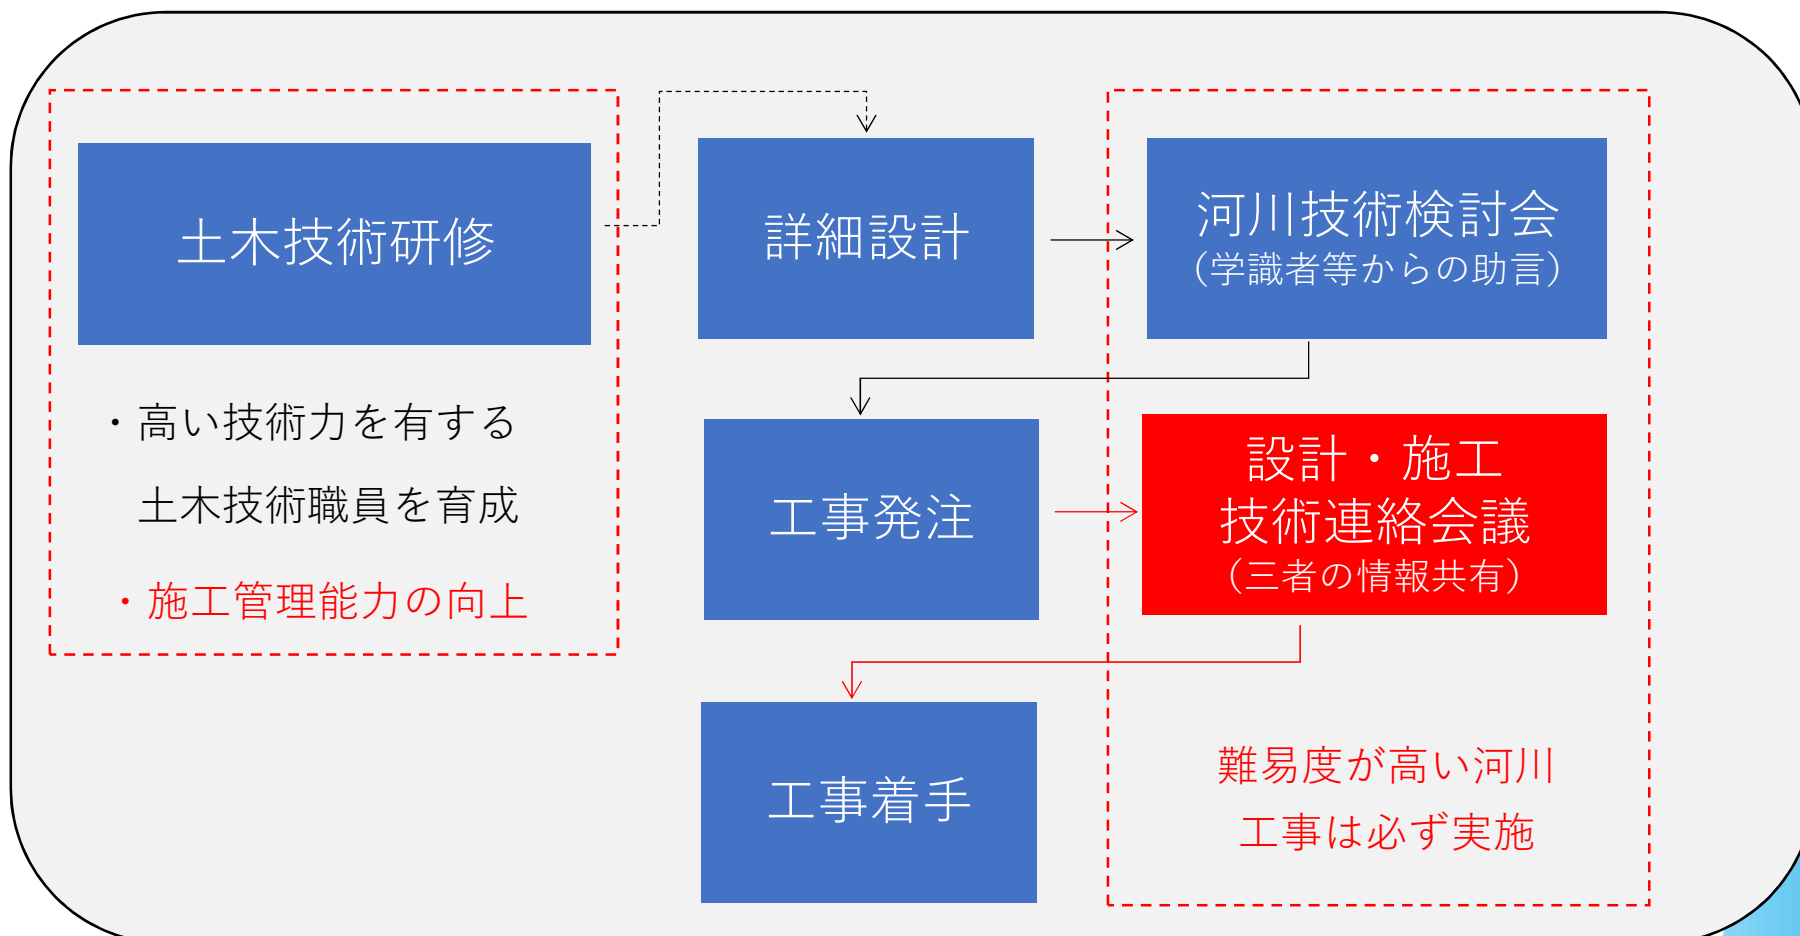 土木技術研修
・高い技術力を有する
土木技術職員を育成
・施工管理能力の向上
詳細設計
河川技術検討会
（学識者等からの助言）
工事発注
設計・施工
技術連絡会議
（三者の情報共有）
工事着手
難易度が高い河川
工事は必ず実施